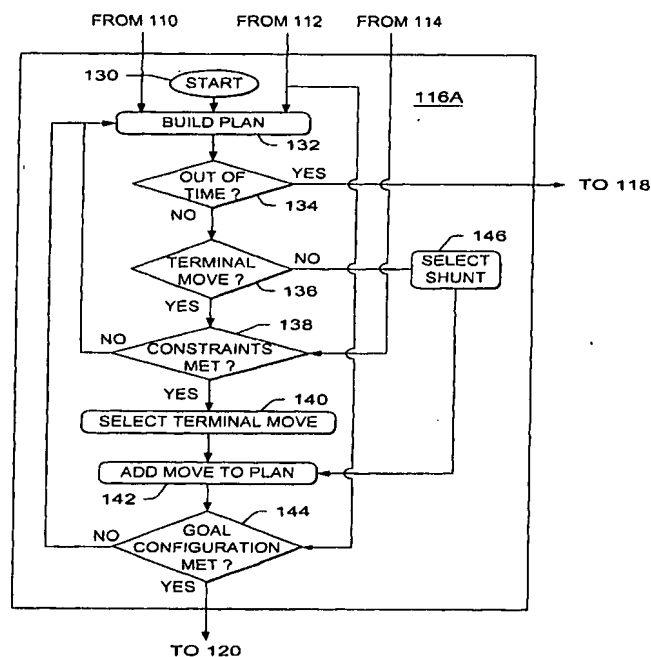 FROM 110
FROM 112
FROM 114
130
START
116A
BUILD PLAN
132
OUT OF
TIME ?
YES
134
TO 118
NO
TERMINAL
MOVE ?
NO
136
146
SELECT
SHUNT
YES
138
NO
CONSTRAINTS
MET ?
YES
140
SELECT TERMINAL MOVE
ADD MOVE TO PLAN
142
144
NO
GOAL
CONFIGURATION
MET ?
YES
TO 120